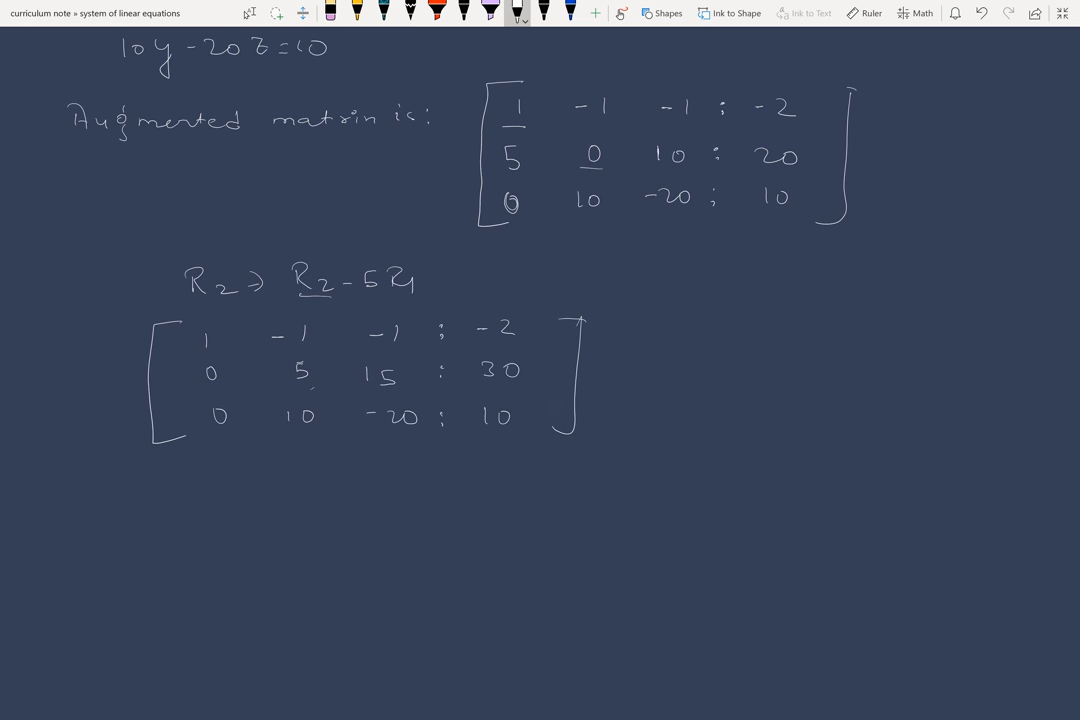 curriculum note » system of linear equations
Shapes
Ink to Shape
Ink to Text
Ruler
Math
10y - 20z = 10
Augmented matrin is:
1 -1 -1 : -2
5 0 10 : 20
0 10 -20 : 10
R2 → R2 - 5R1
1 -1 -1 : -2
0 5 15 : 30
0 10 -20 : 10